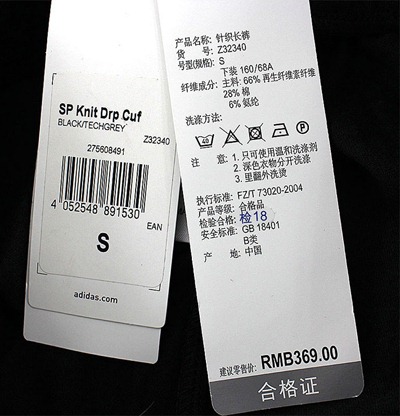 SP Knit Drp Cuf
BLACK/TECHGREY
Z32340
275608491
4 052548 891530
EAN
S
adidas.com
产品名称: 针织长裤
货 号: Z32340
号型(规格): S
下装 160/68A
纤维成分: 主料: 66% 再生纤维素纤维
28% 棉
6% 氨纶
洗涤方法:
40
注 意: 1. 只可使用温和洗涤剂
2. 深色衣物分开洗涤
3. 里翻外烫烫
执行标准: FZ/T 73020-2004
产品等级: 合格品
检验合格: 检18
安全标准: GB 18401
B类
产 地: 中国
建议零售价: RMB369.00
合格证